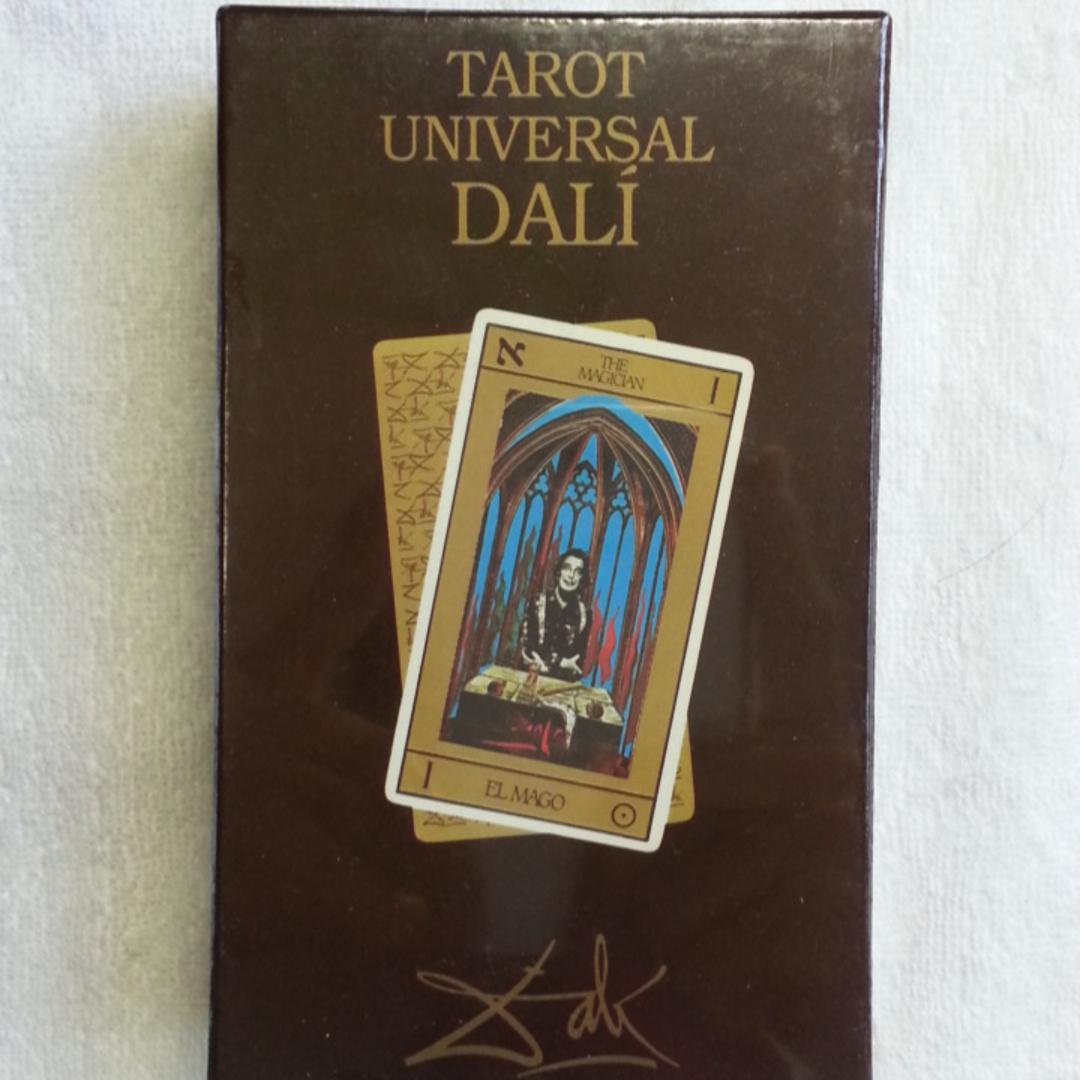 TAROT
UNIVERSAL
DALÍ
א
THE
MAGICIAN
I
I
EL MAGO
Dalí